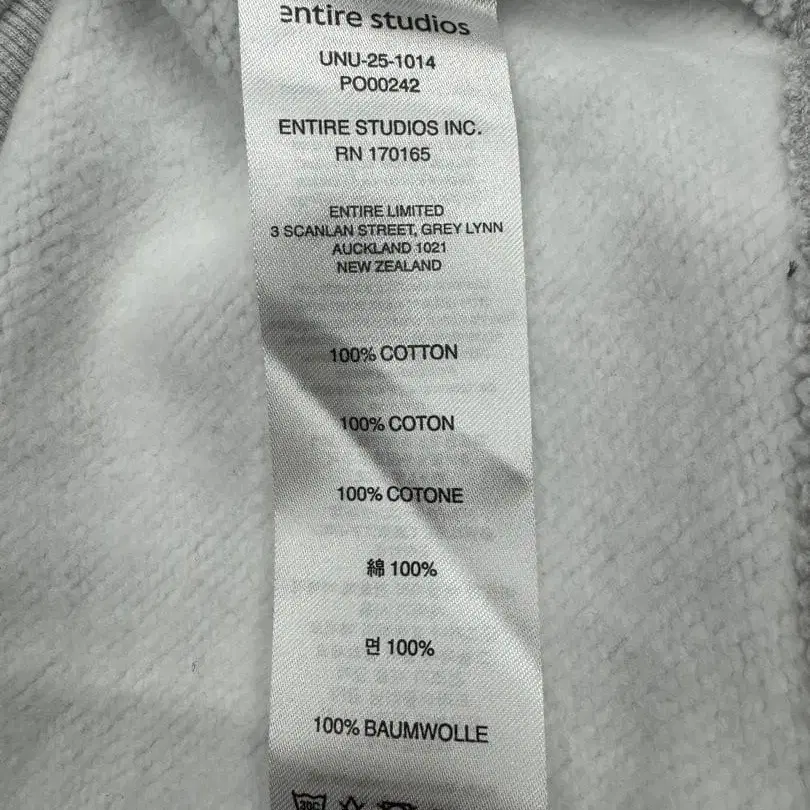 entire studios
UNU-25-1014
PO00242
ENTIRE STUDIOS INC.
RN 170165
ENTIRE LIMITED
3 SCANLAN STREET, GREY LYNN
AUCKLAND 1021
NEW ZEALAND
100% COTTON
100% COTON
100% COTONE
綿 100%
면 100%
100% BAUMWOLLE
30C